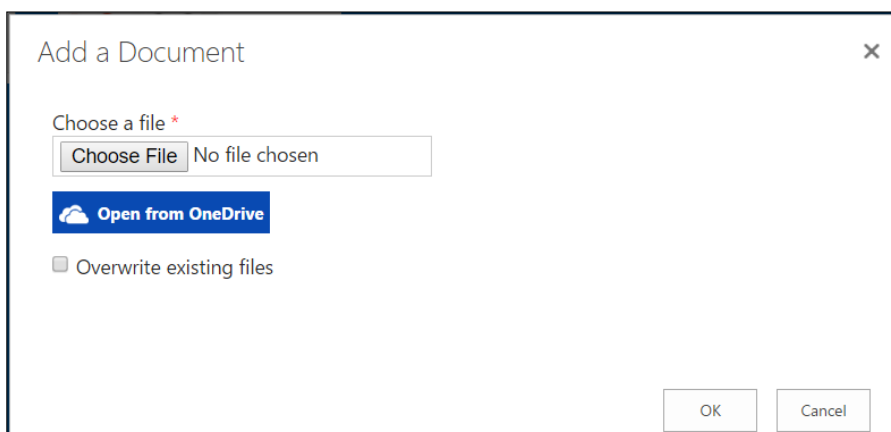 Add a Document
Choose a file *
Choose File No file chosen
Open from OneDrive
Overwrite existing files
OK Cancel